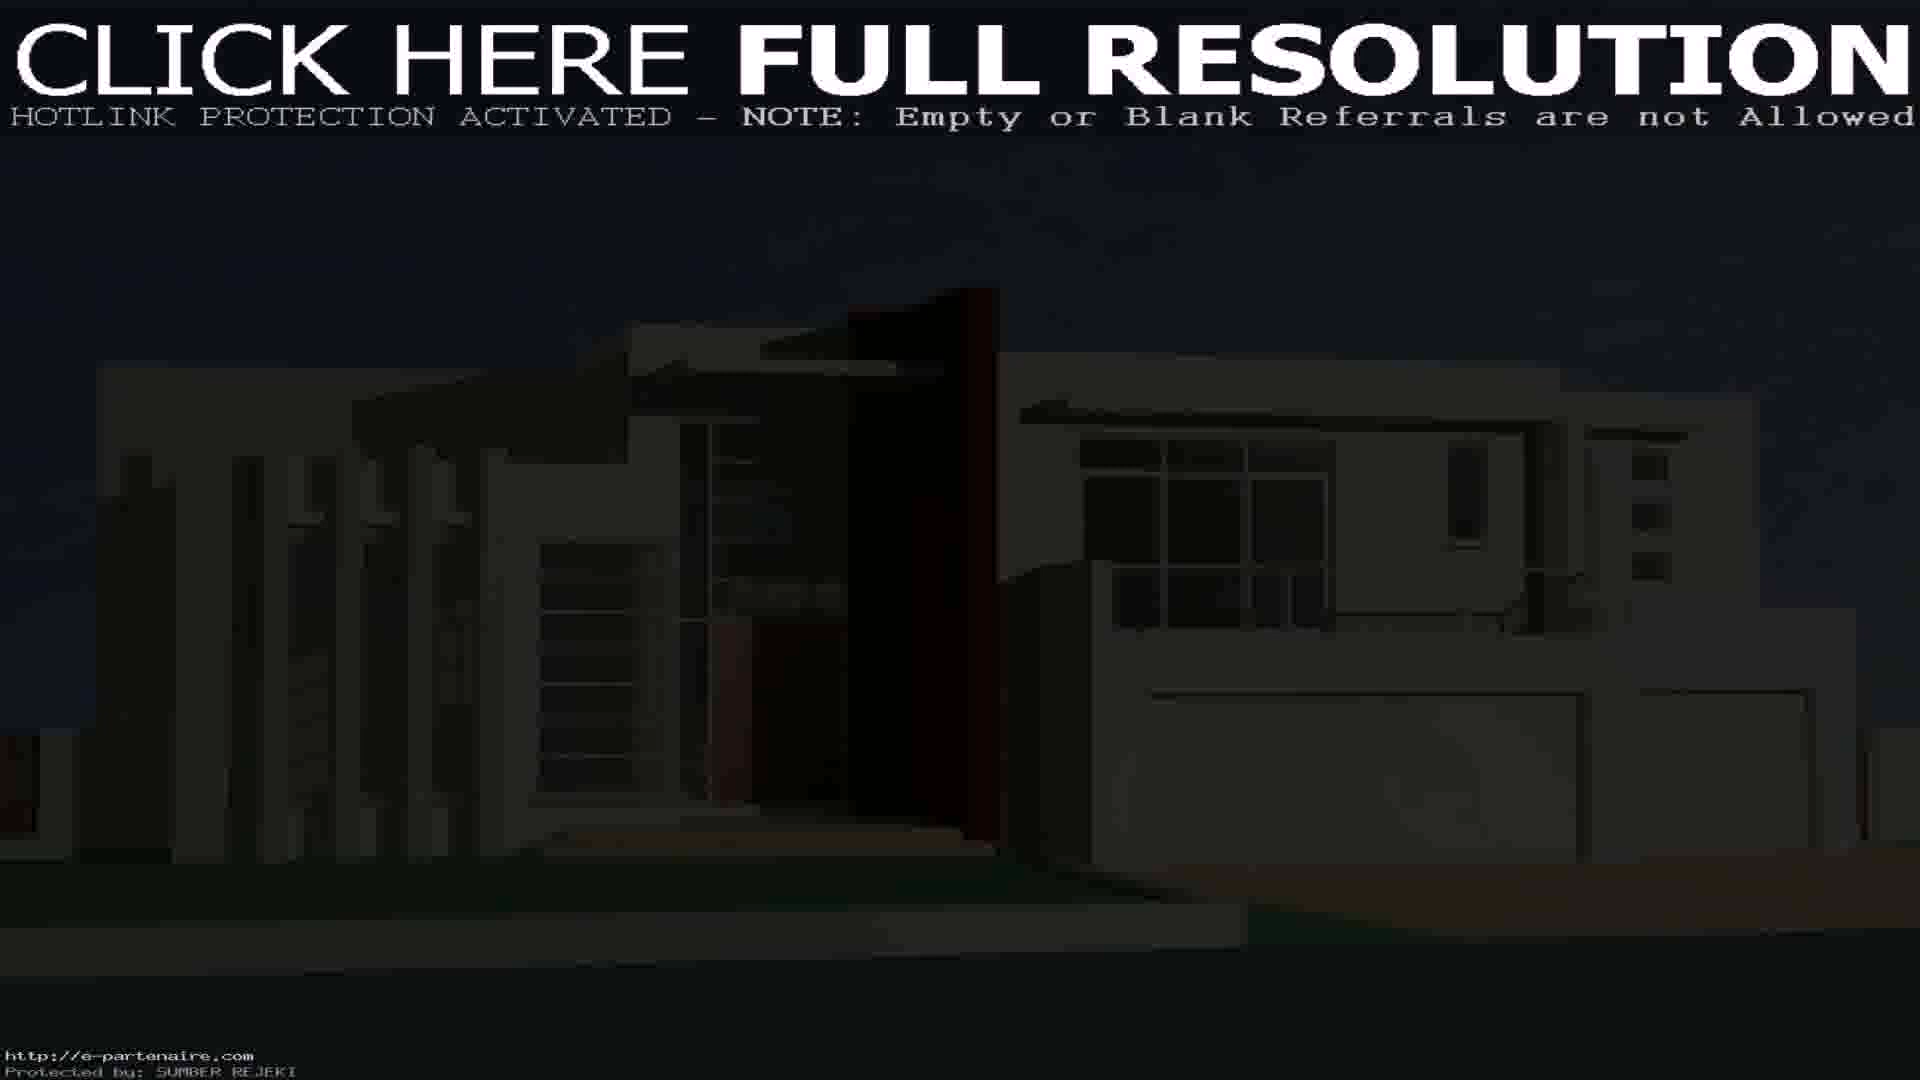 CLICK HERE FULL RESOLUTION
HOTLINK PROTECTION ACTIVATED - NOTE: Empty or Blank Referrals are not Allowed
http://e-partenaire.com
Protected by: SUMBER REJEKI